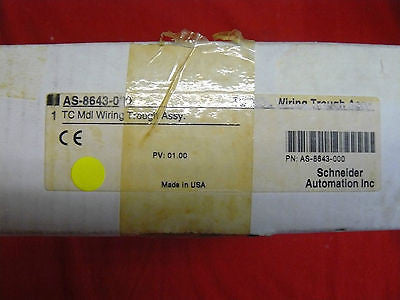 AS-8643-0 0
Wiring Trough Assy.
1 TC Mdl Wiring Trough Assy.
CE
PV: 01.00
PN: AS-8643-000
Made in USA
Schneider
Automation Inc